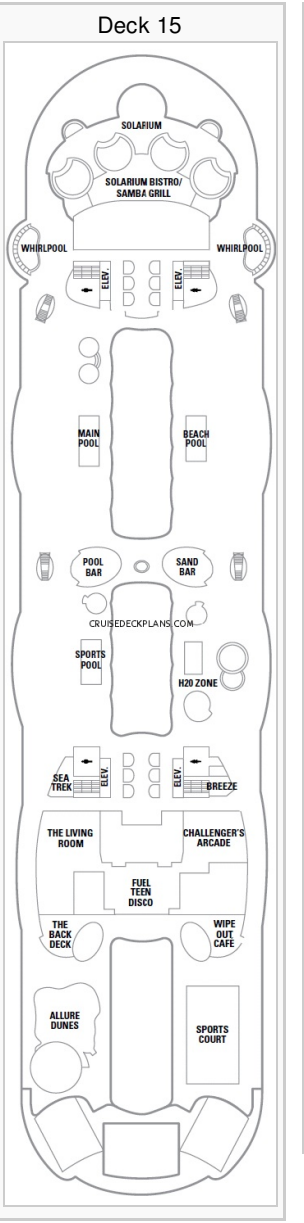 Deck 15
SOLARIUM
SOLARIUM BISTRO/
SAMBA GRILL
WHIRLPOOL
WHIRLPOOL
ELEV.
ELEV.
MAIN
POOL
BEACH
POOL
POOL
BAR
SAND
BAR
CRUISEDECKPLANS.COM
SPORTS
POOL
H20 ZONE
SEA
TREK
ELEV.
ELEV.
BREEZE
THE LIVING
ROOM
CHALLENGER'S
ARCADE
FUEL
TEEN
DISCO
THE
BACK
DECK
WIPE
OUT
CAFE
ALLURE
DUNES
SPORTS
COURT